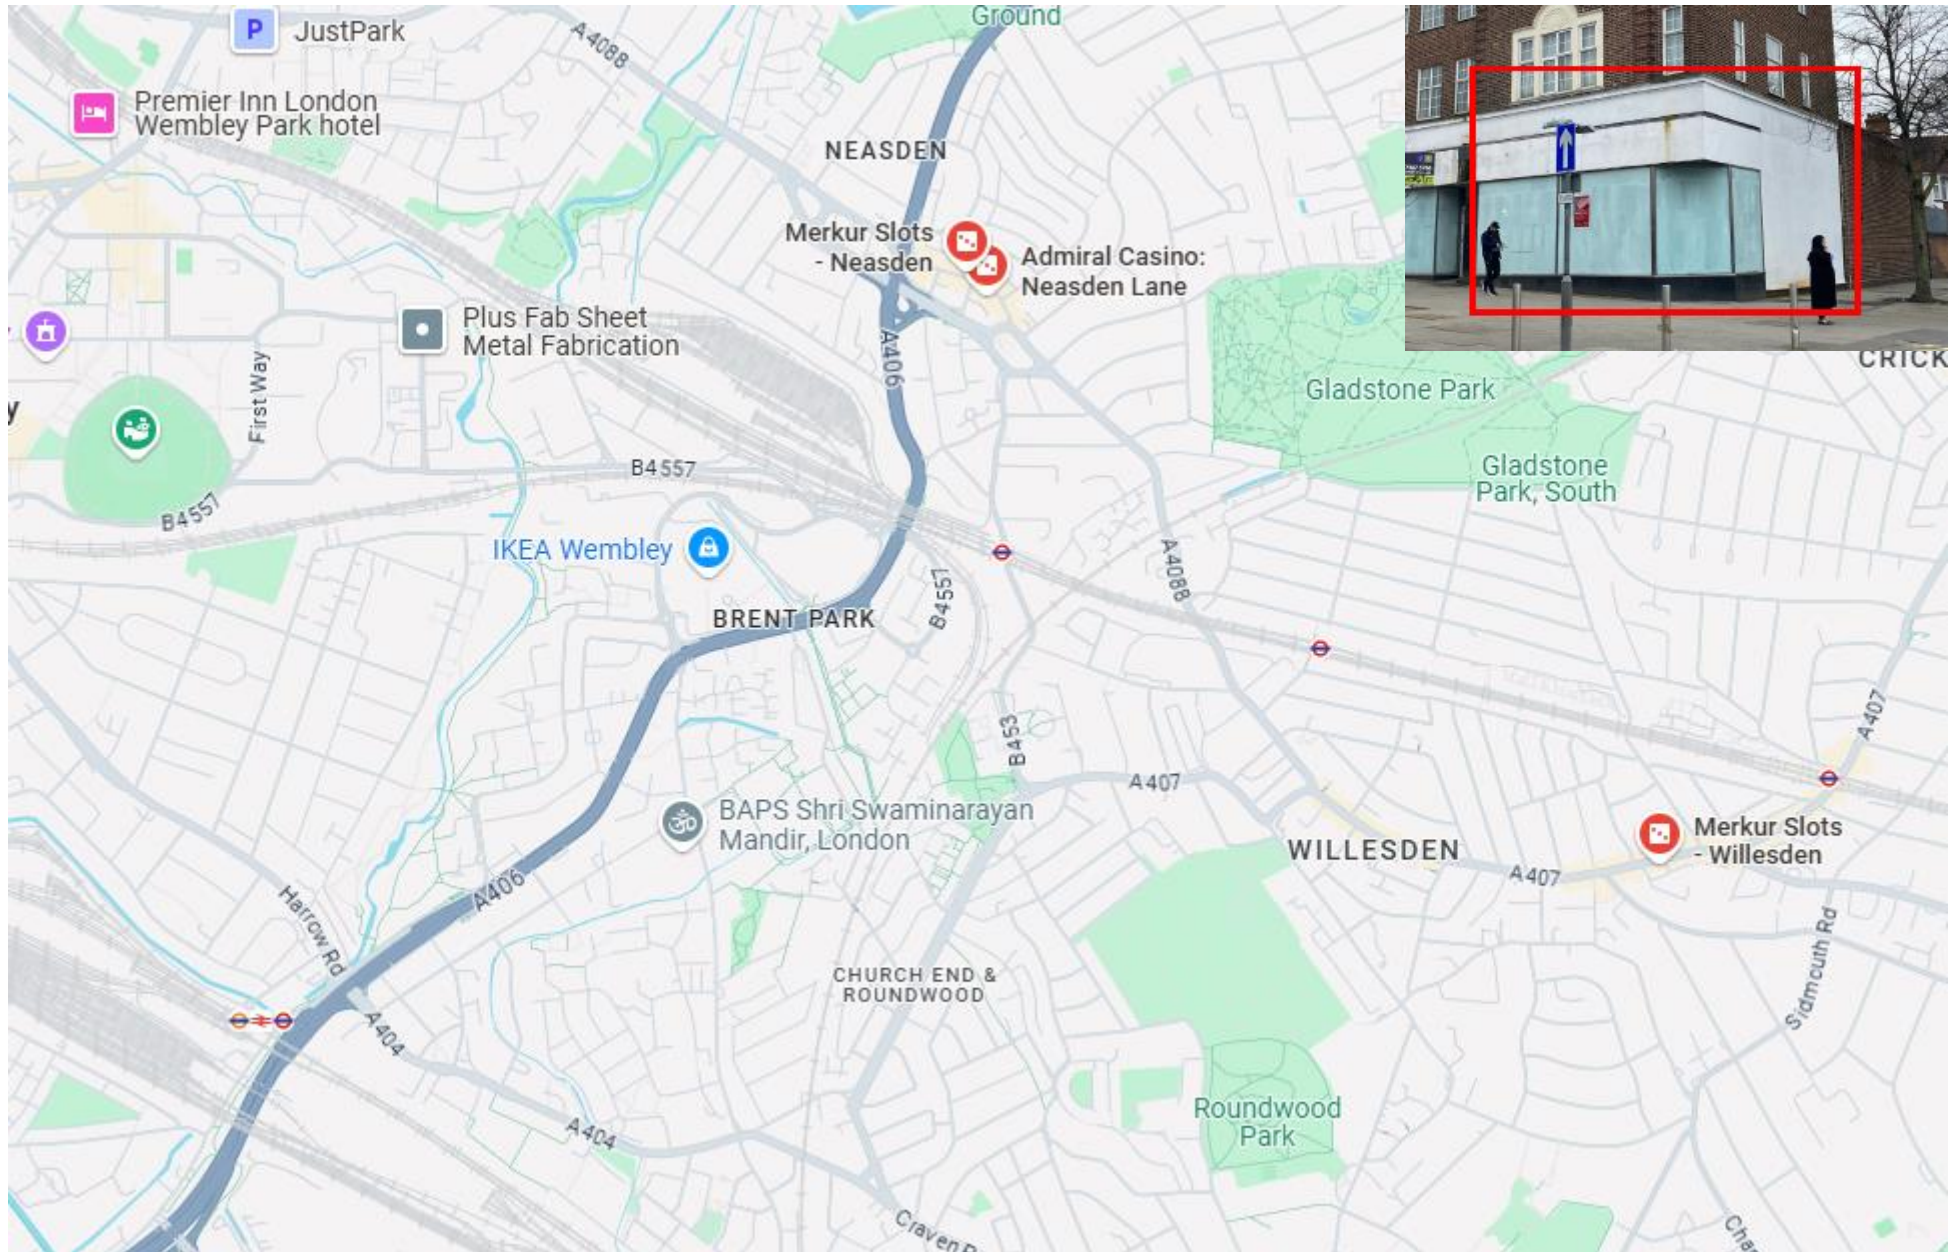 Ground
P
JustPark
A4088
Premier Inn London
Wembley Park hotel
NEASDEN
Merkur Slots
- Neasden
Admiral Casino:
Neasden Lane
Plus Fab Sheet
Metal Fabrication
A406
First Way
CRICK
Gladstone Park
y
B4557
B4557
Gladstone
Park, South
IKEA Wembley
A4088
B4557
BRENT PARK
A407
B453
A407
BAPS Shri Swaminarayan
Mandir, London
WILLESDEN
Merkur Slots
- Willesden
A407
A406
Harrow Rd
CHURCH END &
ROUNDWOOD
Sidmouth Rd
A404
Roundwood
Park
A404
Craven
Cha